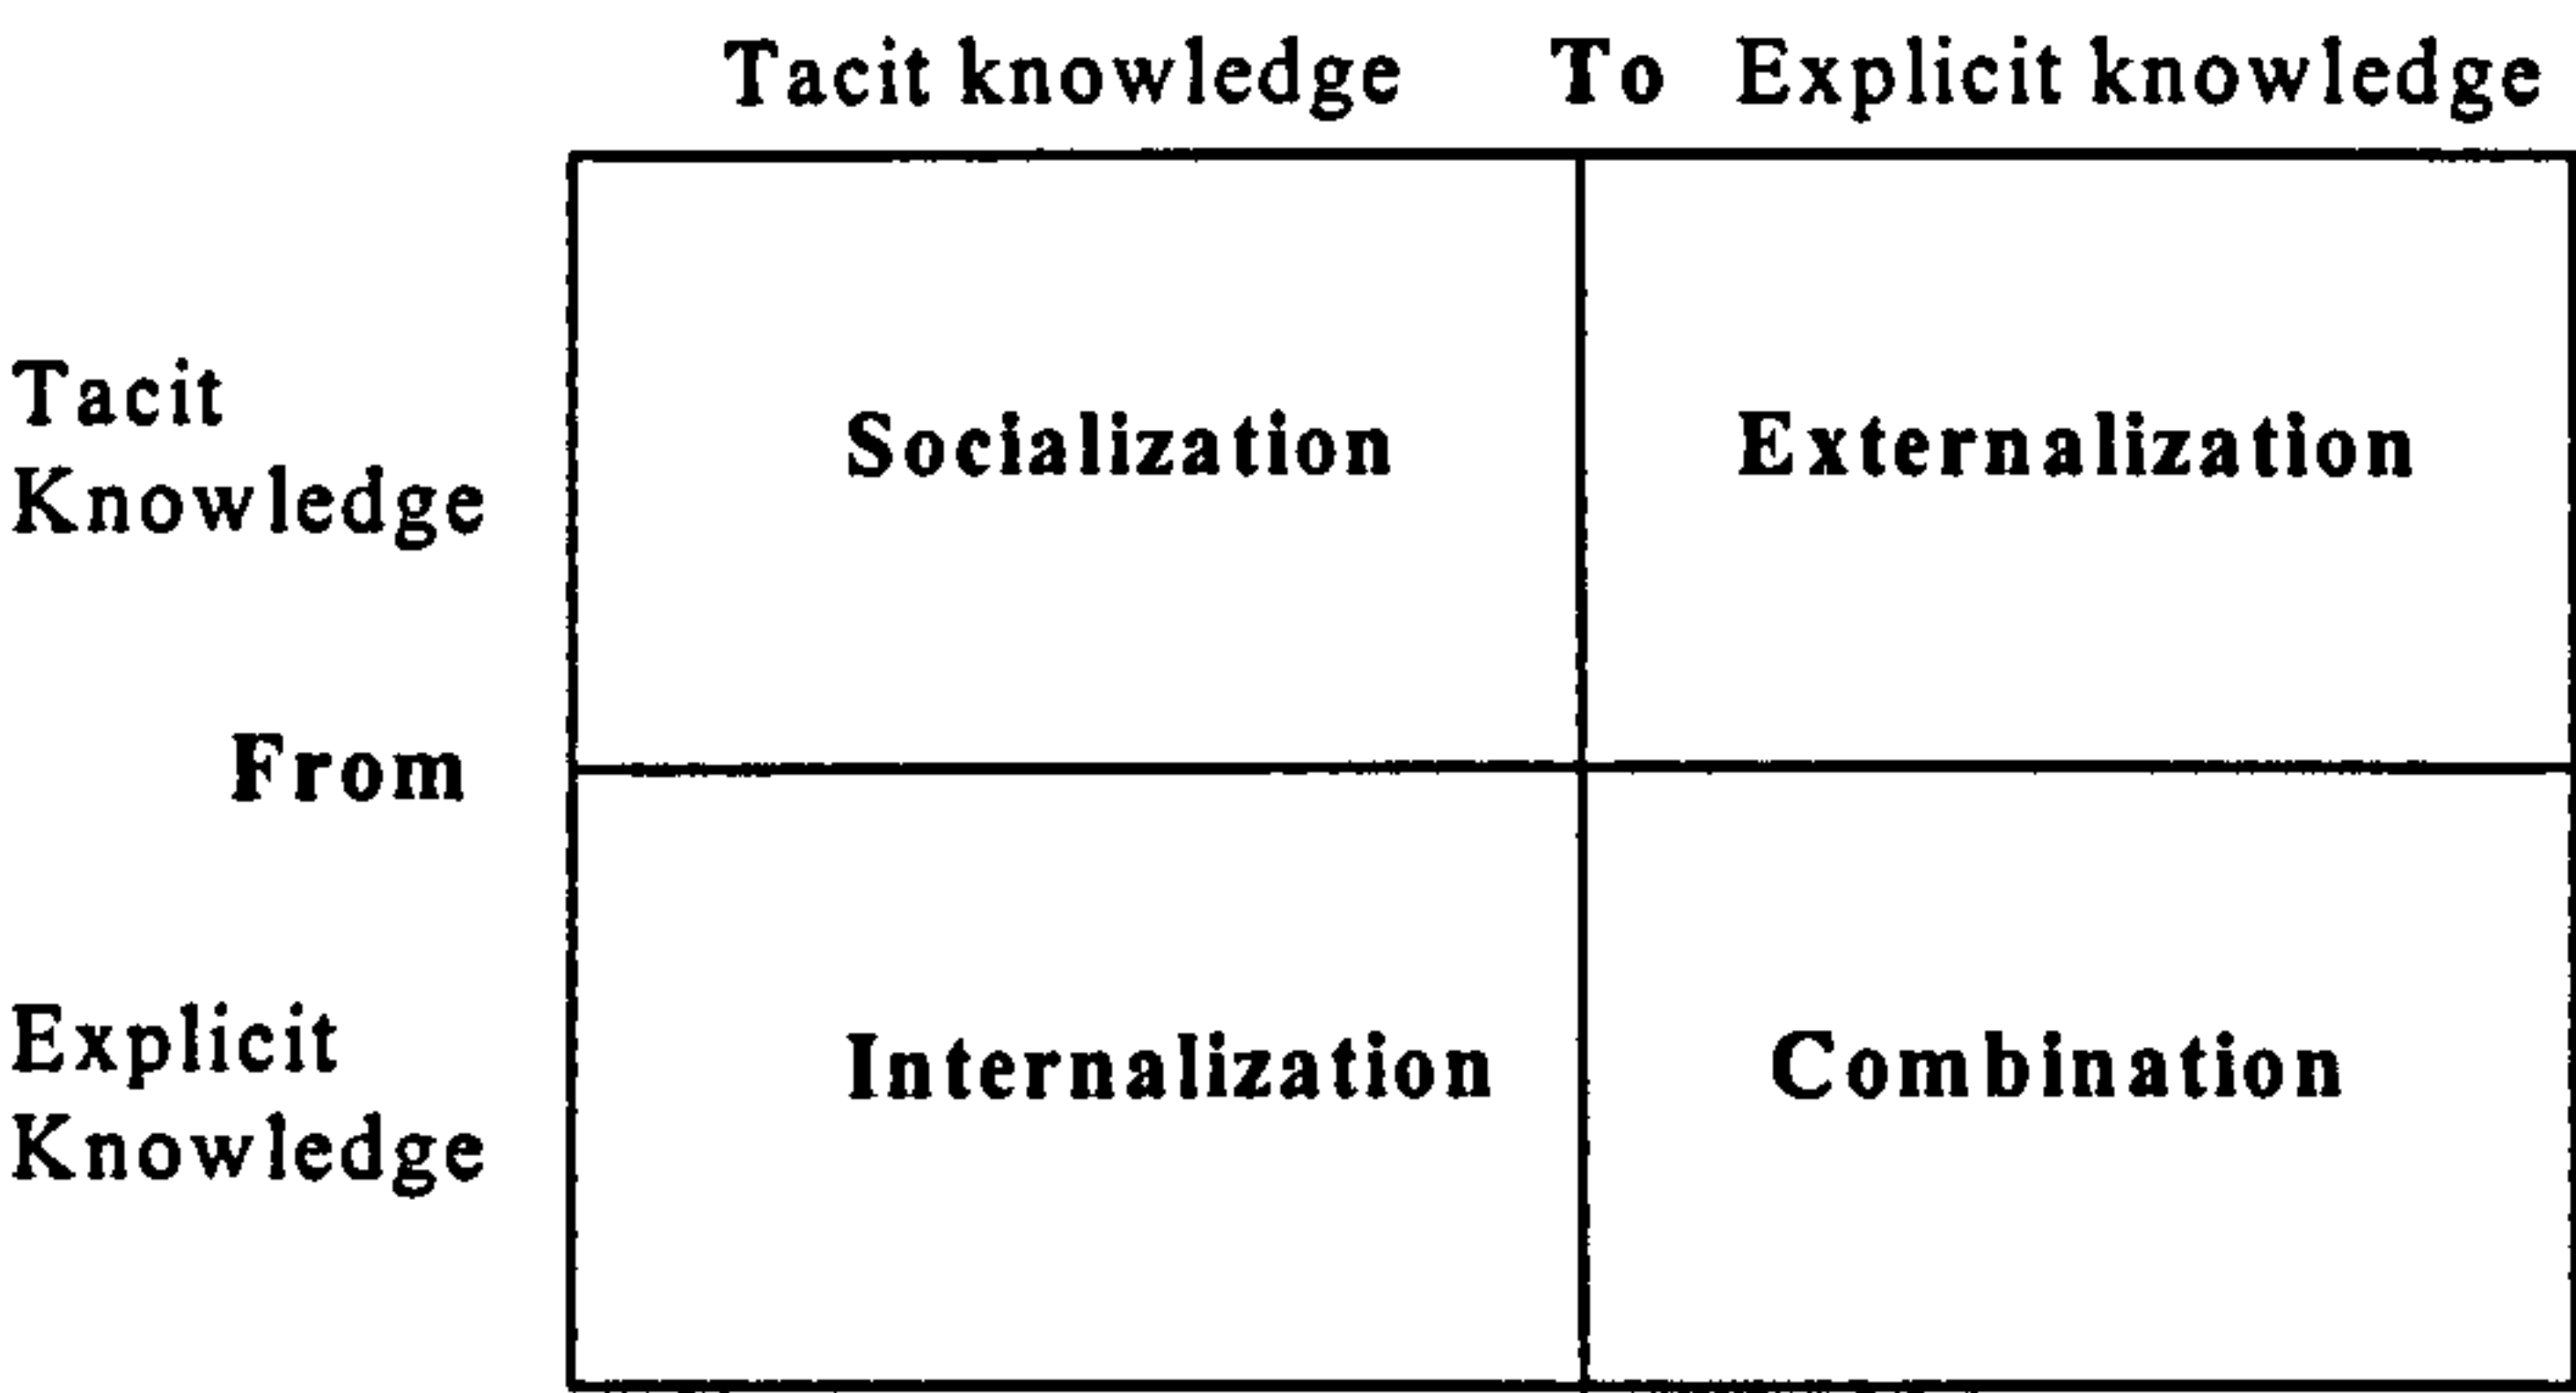 Tacit knowledge To Explicit knowledge
Tacit
Knowledge
Socialization Externalization
From
Explicit
Knowledge
Internalization Combination